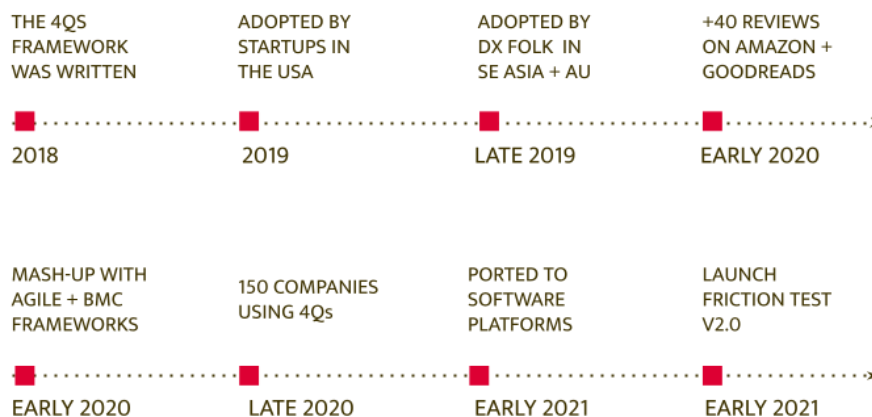 THE 4QS
FRAMEWORK
WAS WRITTEN
ADOPTED BY
STARTUPS IN
THE USA
ADOPTED BY
DX FOLK IN
SE ASIA + AU
+40 REVIEWS
ON AMAZON +
GOODREADS
2018
2019
LATE 2019
EARLY 2020
MASH-UP WITH
AGILE + BMC
FRAMEWORKS
150 COMPANIES
USING 4Qs
PORTED TO
SOFTWARE
PLATFORMS
LAUNCH
FRICTION TEST
V2.0
EARLY 2020
LATE 2020
EARLY 2021
EARLY 2021